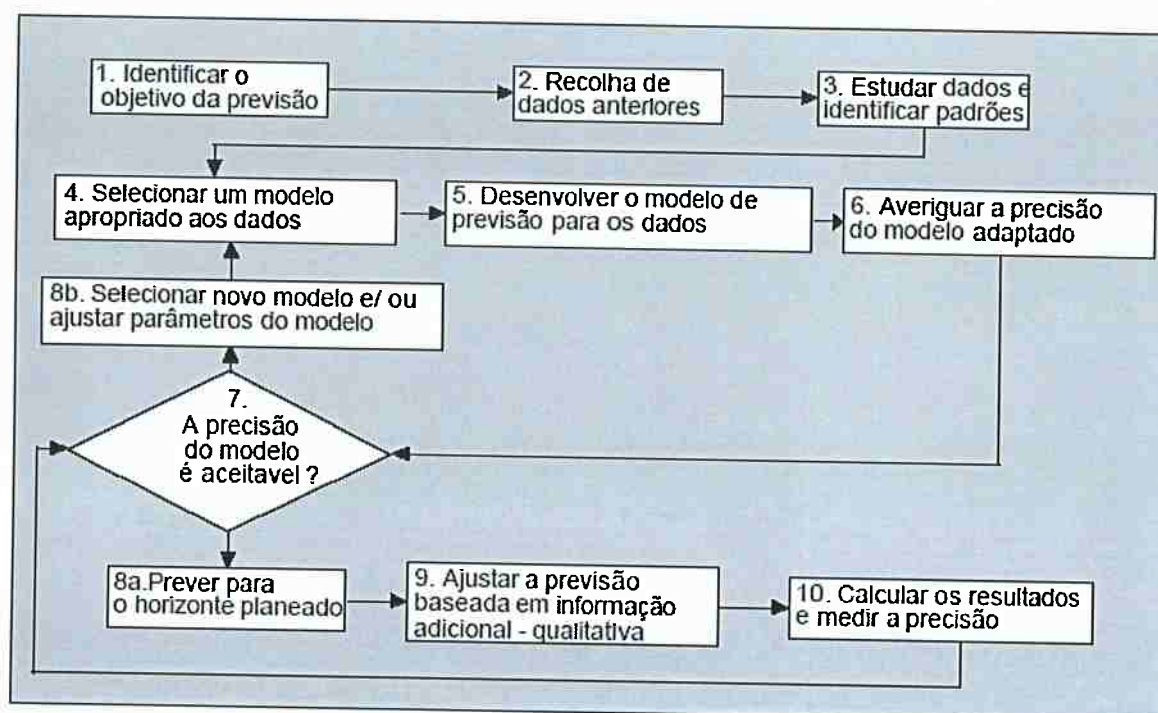 1. Identificar o
objetivo da previsão
2. Recolha de
dados anteriores
3. Estudar dados e
identificar padrões
4. Selecionar um modelo
apropriado aos dados
5. Desenvolver o modelo de
previsão para os dados
6. Averiguar a precisão
do modelo adaptado
8b. Selecionar novo modelo e/ ou
ajustar parâmetros do modelo
7.
A precisão
do modelo
é aceitavel ?
8a.Prever para
o horizonte planeado
9. Ajustar a previsão
baseada em informação
adicional - qualitativa
10. Calcular os resultados
e medir a precisão